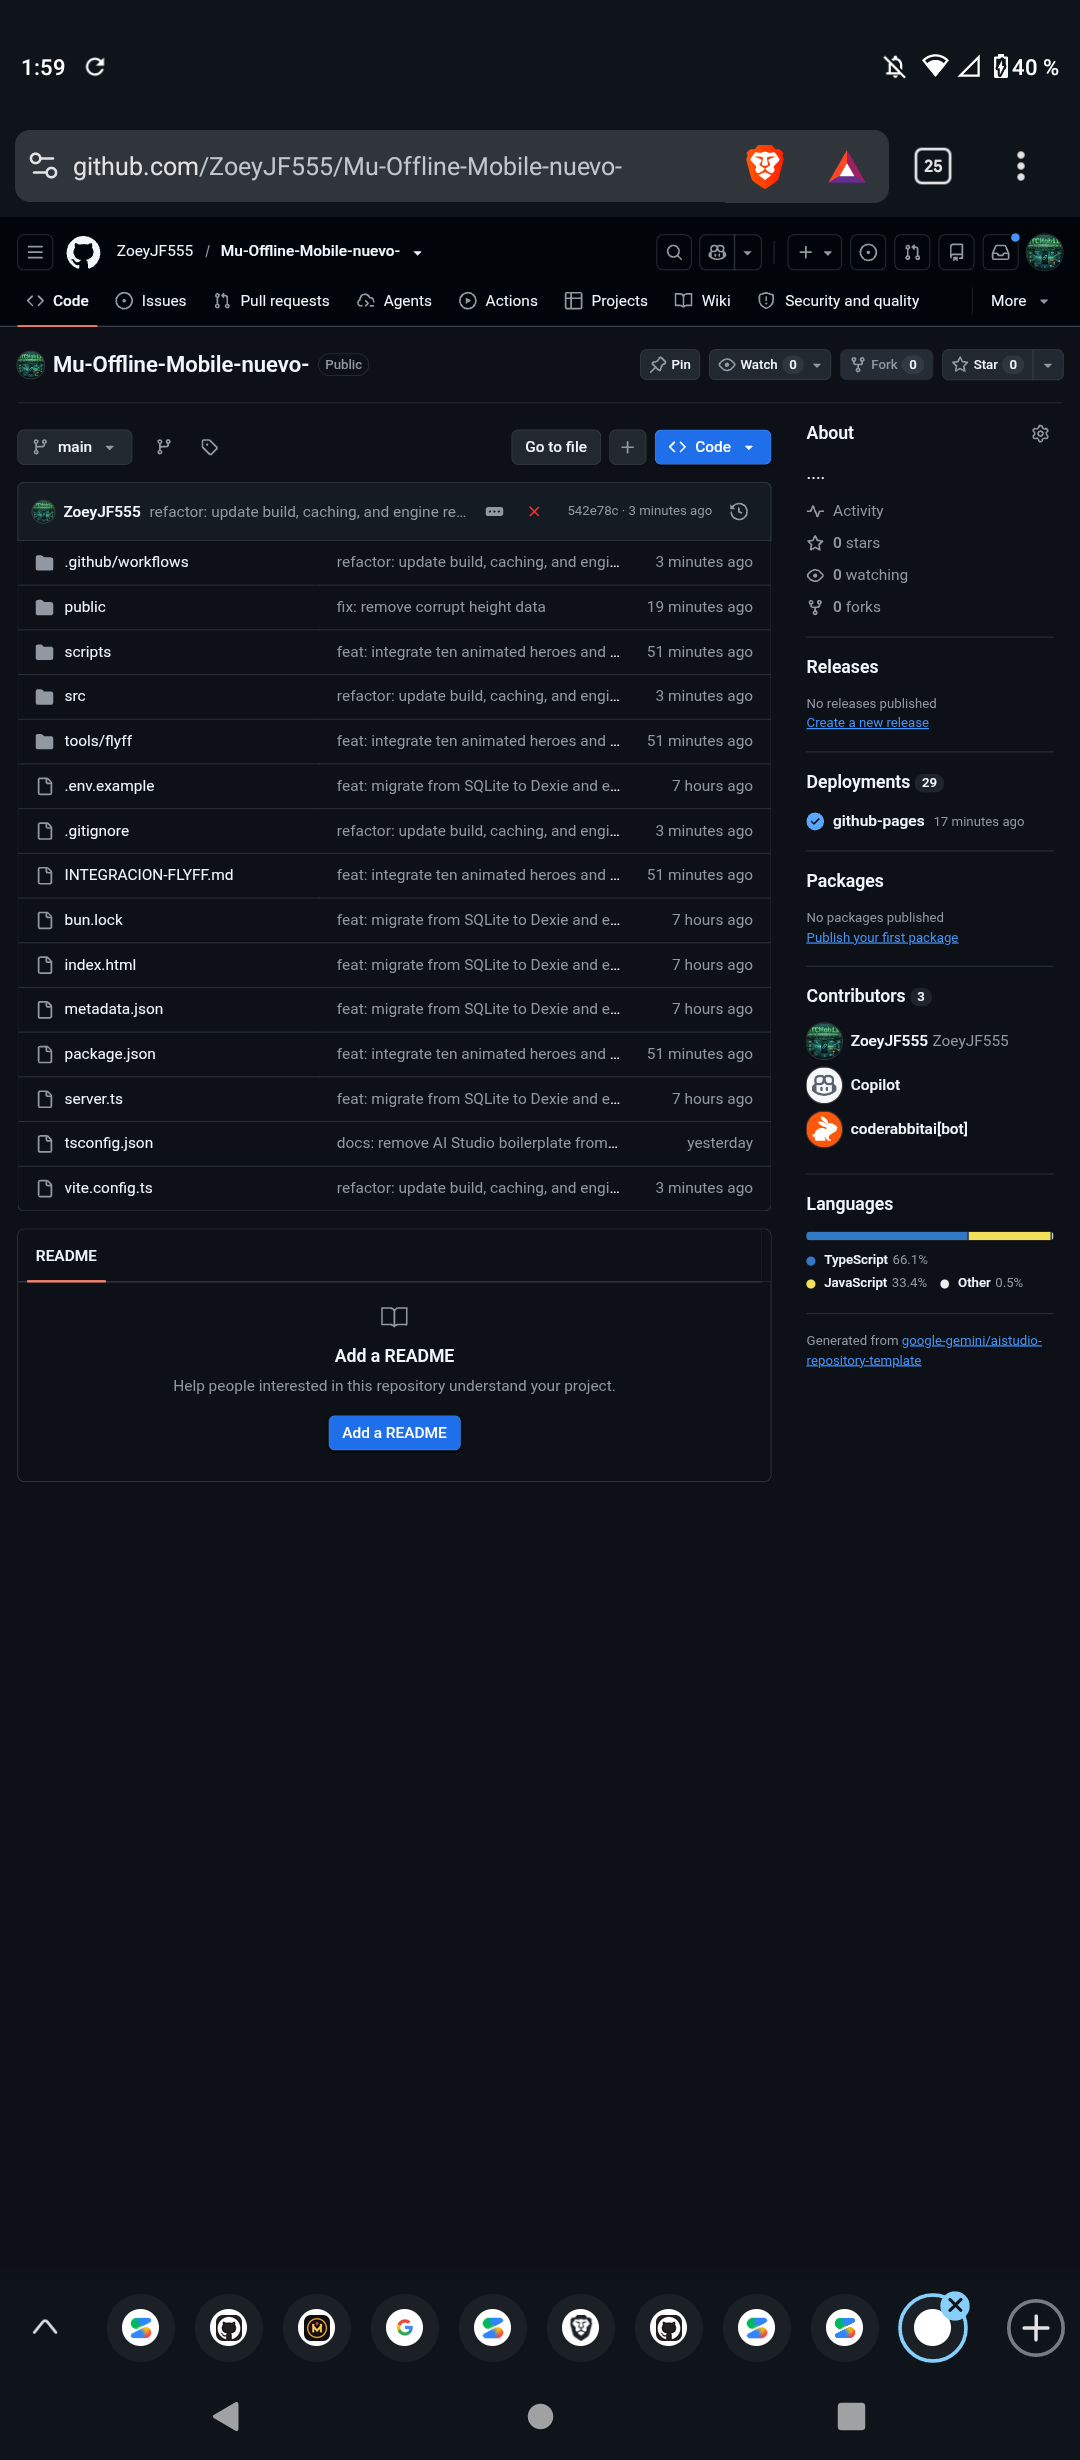 1:59
40 %
github.com/ZoeyJF555/Mu-Offline-Mobile-nuevo-
25
ZoeyJF555 / Mu-Offline-Mobile-nuevo-
Code Issues Pull requests Agents Actions Projects Wiki Security and quality More
Mu-Offline-Mobile-nuevo- Public Pin Watch 0 Fork 0 Star 0
main Go to file Code
ZoeyJF555 refactor: update build, caching, and engine re... 542e78c · 3 minutes ago
.github/workflows refactor: update build, caching, and engi... 3 minutes ago
public fix: remove corrupt height data 19 minutes ago
scripts feat: integrate ten animated heroes and ... 51 minutes ago
src refactor: update build, caching, and engi... 3 minutes ago
tools/flyff feat: integrate ten animated heroes and ... 51 minutes ago
.env.example feat: migrate from SQLite to Dexie and e... 7 hours ago
.gitignore refactor: update build, caching, and engi... 3 minutes ago
INTEGRACION-FLYFF.md feat: integrate ten animated heroes and ... 51 minutes ago
bun.lock feat: migrate from SQLite to Dexie and e... 7 hours ago
index.html feat: migrate from SQLite to Dexie and e... 7 hours ago
metadata.json feat: migrate from SQLite to Dexie and e... 7 hours ago
package.json feat: integrate ten animated heroes and ... 51 minutes ago
server.ts feat: migrate from SQLite to Dexie and e... 7 hours ago
tsconfig.json docs: remove AI Studio boilerplate from... yesterday
vite.config.ts refactor: update build, caching, and engi... 3 minutes ago
README
Add a README
Help people interested in this repository understand your project.
Add a README
About
....
Activity
0 stars
0 watching
0 forks
Releases
No releases published
Create a new release
Deployments 29
github-pages 17 minutes ago
Packages
No packages published
Publish your first package
Contributors 3
ZoeyJF555 ZoeyJF555
Copilot
coderabbitai[bot]
Languages
TypeScript 66.1%
JavaScript 33.4% Other 0.5%
Generated from google-gemini/aistudio-
repository-template